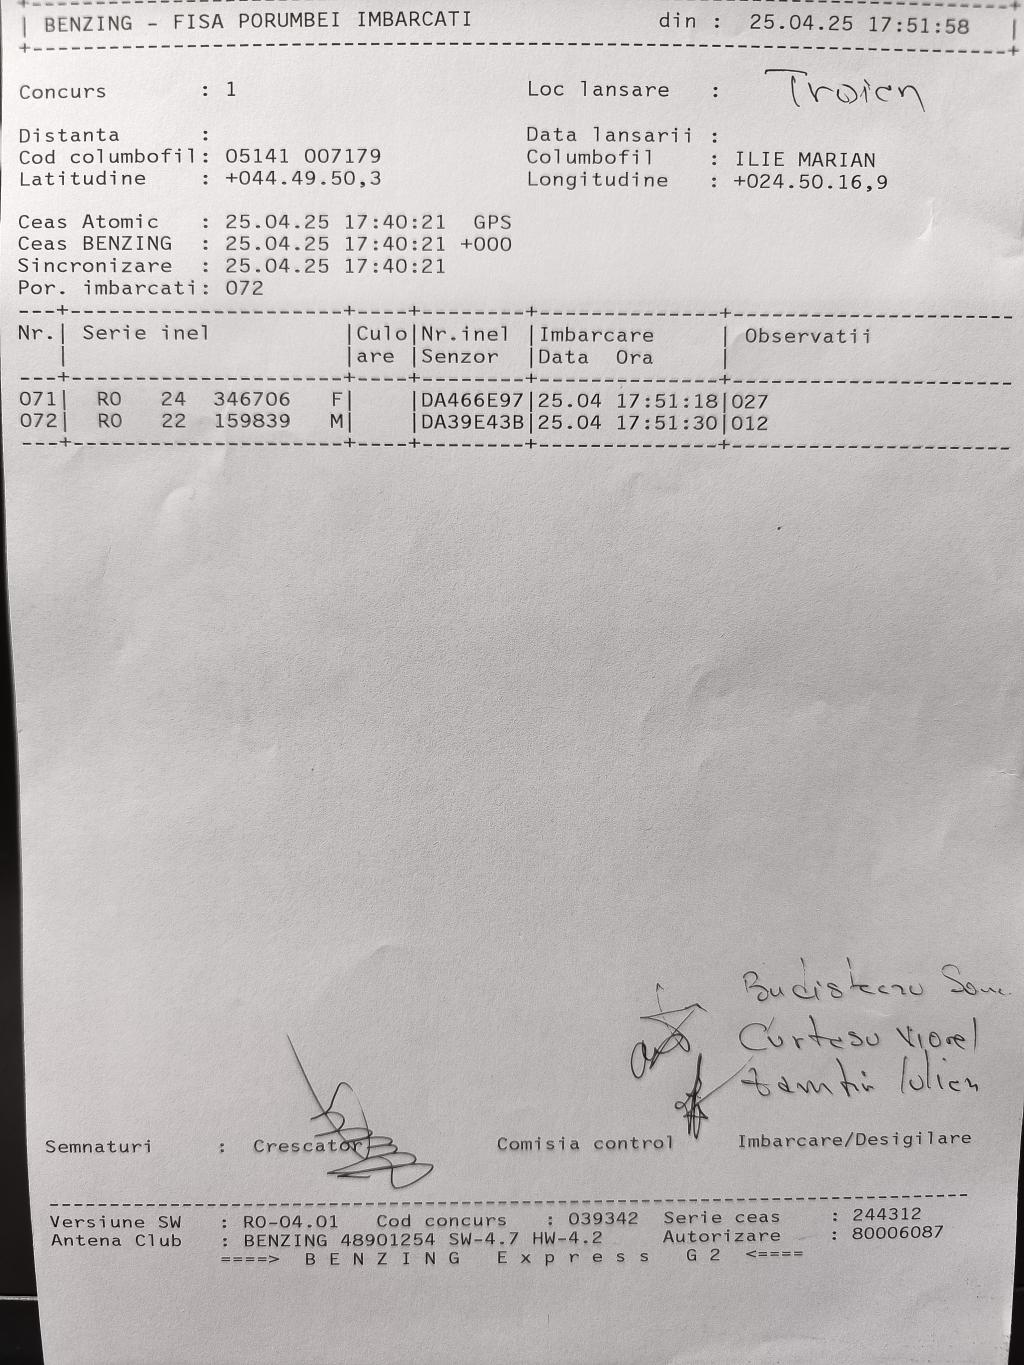 +------------------------------------------------------------------------+
| BENZING - FISA PORUMBEI IMBARCATI din : 25.04.25 17:51:58 |
+------------------------------------------------------------------------+
Concurs : 1 Loc lansare : Troian
Distanta : Data lansarii :
Cod columbofil: 05141 007179 Columbofil : ILIE MARIAN
Latitudine : +044.49.50,3 Longitudine : +024.50.16,9
Ceas Atomic : 25.04.25 17:40:21 GPS
Ceas BENZING : 25.04.25 17:40:21 +000
Sincronizare : 25.04.25 17:40:21
Por. imbarcati: 072
---+---------------------+----+--------+--------------+----------------------
Nr.| Serie inel |Culo|Nr.inel |Imbarcare | Observatii
| |are |Senzor |Data Ora |
---+---------------------+----+--------+--------------+----------------------
071| RO 24 346706 F| |DA466E97|25.04 17:51:18|027
072| RO 22 159839 M| |DA39E43B|25.04 17:51:30|012
---+---------------------+----+--------+--------------+----------------------
Budisteanu
Curtesu Viorel
Iulian
Semnaturi : Crescator Comisia control Imbarcare/Desigilare
------------------------------------------------------------------------
Versiune SW : RO-04.01 Cod concurs : 039342 Serie ceas : 244312
Antena Club : BENZING 48901254 SW-4.7 HW-4.2 Autorizare : 80006087
====> B E N Z I N G E x p r e s s G 2 <====